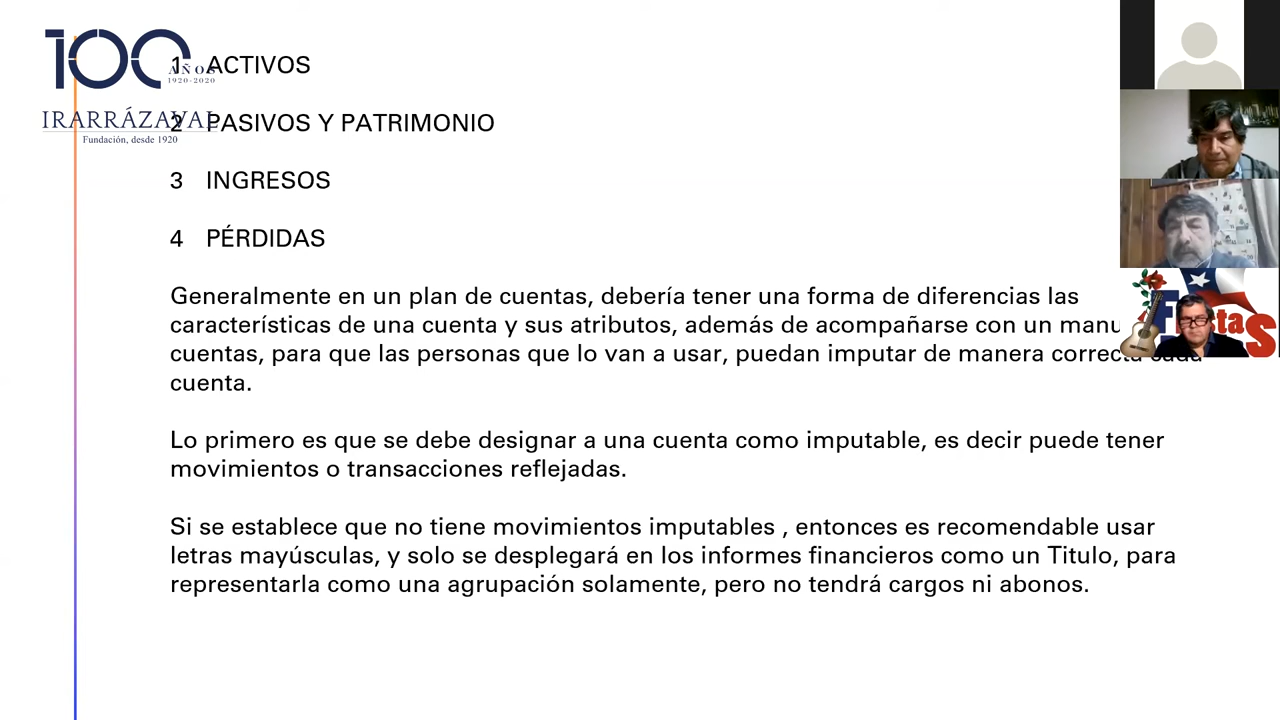 100
AÑOS
1920-2020
IRARRÁZAVAL
Fundación, desde 1920
1 ACTIVOS
2 PASIVOS Y PATRIMONIO
3 INGRESOS
4 PÉRDIDAS
Generalmente en un plan de cuentas, debería tener una forma de diferencias las
características de una cuenta y sus atributos, además de acompañarse con un
cuentas, para que las personas que lo van a usar, puedan imputar de manera correcta cada
cuenta.
Lo primero es que se debe designar a una cuenta como imputable, es decir puede tener
movimientos o transacciones reflejadas.
Si se establece que no tiene movimientos imputables , entonces es recomendable usar
letras mayúsculas, y solo se desplegará en los informes financieros como un Titulo, para
representarla como una agrupación solamente, pero no tendrá cargos ni abonos.